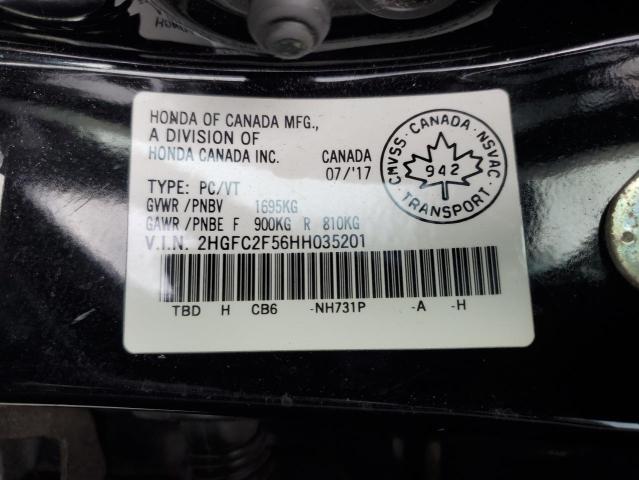 HONDA OF CANADA MFG.,
A DIVISION OF
HONDA CANADA INC. CANADA
07/'17
TYPE: PC/VT
GVWR /PNBV 1695KG
GAWR /PNBE F 900KG R 810KG
V.I.N. 2HGFC2F56HH035201
TBD H CB6 -NH731P -A -H
CMVSS · CANADA · NSVAC
942
· TRANSPORT ·